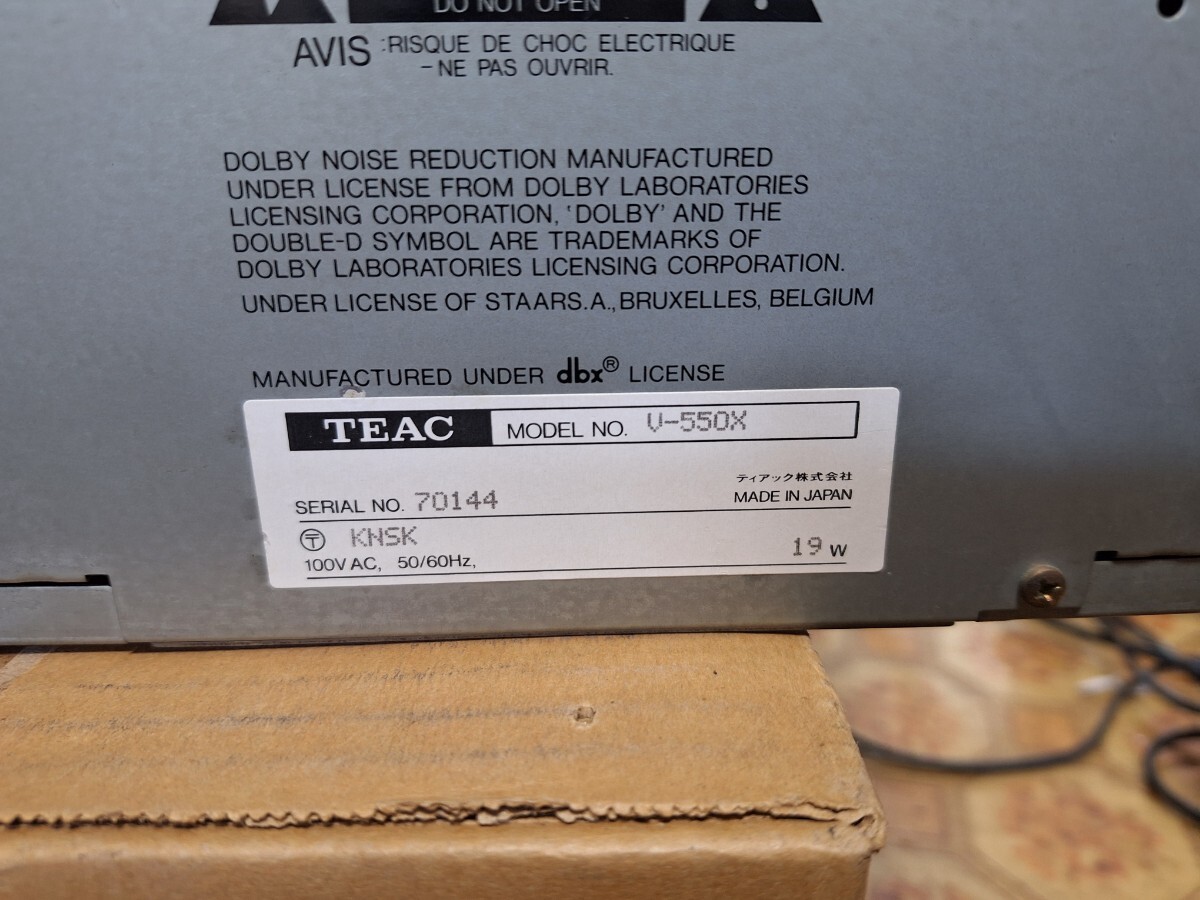 DO NOT OPEN
AVIS :RISQUE DE CHOC ELECTRIQUE
-NE PAS OUVRIR.
DOLBY NOISE REDUCTION MANUFACTURED
UNDER LICENSE FROM DOLBY LABORATORIES
LICENSING CORPORATION, 'DOLBY' AND THE
DOUBLE-D SYMBOL ARE TRADEMARKS OF
DOLBY LABORATORIES LICENSING CORPORATION.
UNDER LICENSE OF STAARS.A.,BRUXELLES, BELGIUM
MANUFACTURED UNDER dbx® LICENSE
TEAC MODEL NO. V-550X
ティアック株式会社
SERIAL NO. 70144 MADE IN JAPAN
〶 KNSK
100V AC, 50/60Hz, 19 W